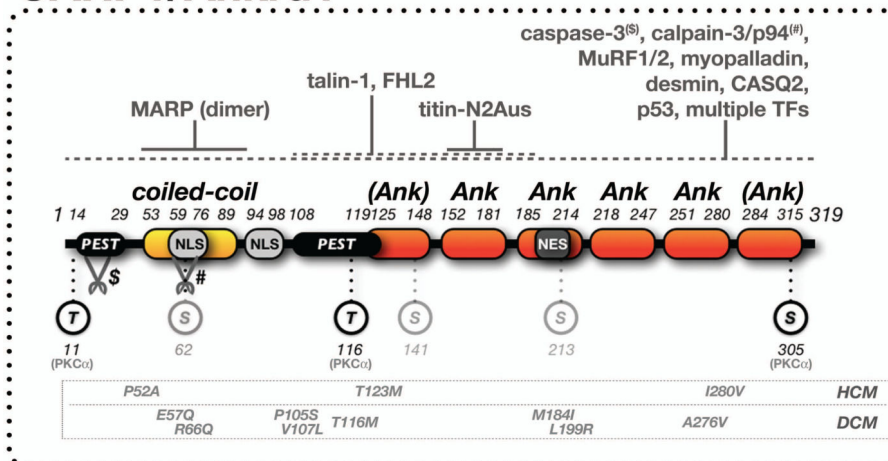 caspase-3($), calpain-3/p94(#),
MuRF1/2, myopalladin,
desmin, CASQ2,
p53, multiple TFs
talin-1, FHL2
MARP (dimer) titin-N2Aus
coiled-coil (Ank) Ank Ank Ank Ank (Ank)
1 14 29 53 59 76 89 94 98 108 119 125 148 152 181 185 214 218 247 251 280 284 315 319
PEST NLS NLS PEST NES
$ #
T S T S S S
11 62 116 141 213 305
(PKCα) (PKCα) (PKCα)
P52A T123M I280V HCM
E57Q P105S M184I DCM
R66Q V107L T116M L199R A276V